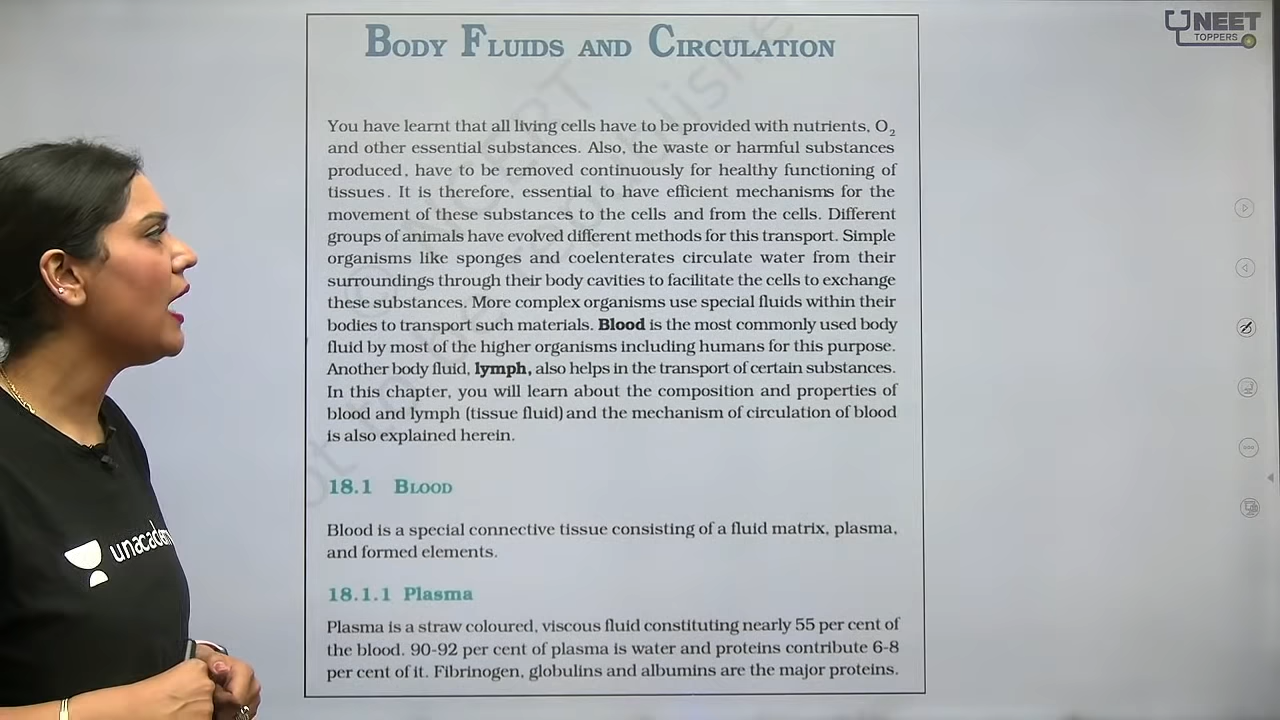 BODY FLUIDS AND CIRCULATION
NEET
TOPPERS
You have learnt that all living cells have to be provided with nutrients, O₂
and other essential substances. Also, the waste or harmful substances
produced, have to be removed continuously for healthy functioning of
tissues. It is therefore, essential to have efficient mechanisms for the
movement of these substances to the cells and from the cells. Different
groups of animals have evolved different methods for this transport. Simple
organisms like sponges and coelenterates circulate water from their
surroundings through their body cavities to facilitate the cells to exchange
these substances. More complex organisms use special fluids within their
bodies to transport such materials. Blood is the most commonly used body
fluid by most of the higher organisms including humans for this purpose.
Another body fluid, lymph, also helps in the transport of certain substances.
In this chapter, you will learn about the composition and properties of
blood and lymph (tissue fluid) and the mechanism of circulation of blood
is also explained herein.
18.1 BLOOD
Blood is a special connective tissue consisting of a fluid matrix, plasma,
and formed elements.
18.1.1 Plasma
Plasma is a straw coloured, viscous fluid constituting nearly 55 per cent of
the blood. 90-92 per cent of plasma is water and proteins contribute 6-8
per cent of it. Fibrinogen, globulins and albumins are the major proteins.
unacadem